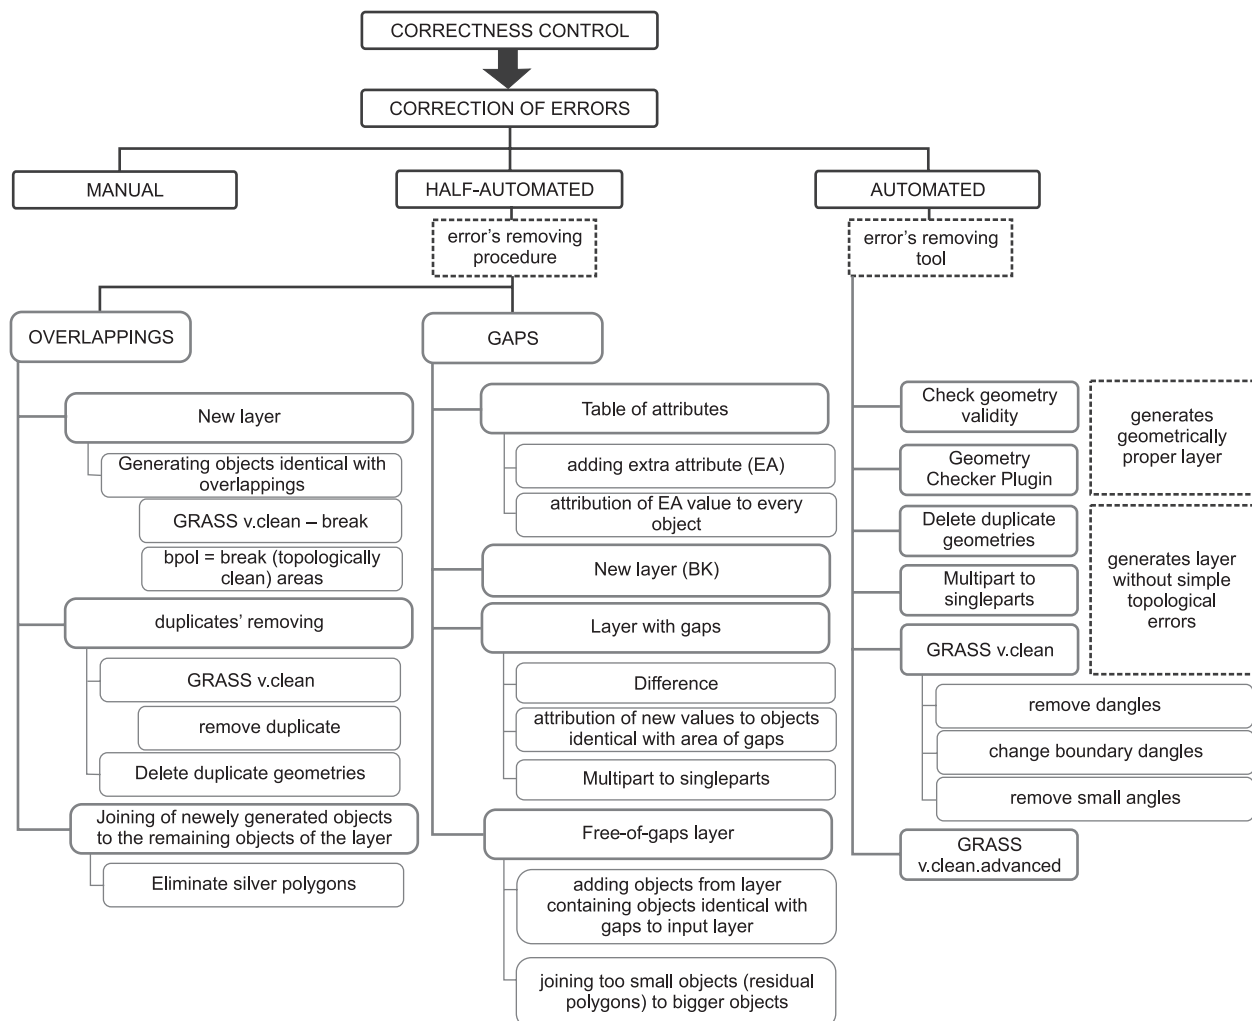 CORRECTNESS CONTROL
CORRECTION OF ERRORS
MANUAL
HALF-AUTOMATED
AUTOMATED
error's removing
procedure
error's removing
tool
OVERLAPPINGS
New layer
Generating objects identical with
overlappings
GRASS v.clean – break
bpol = break (topologically
clean) areas
duplicates' removing
GRASS v.clean
remove duplicate
Delete duplicate geometries
Joining of newly generated objects
to the remaining objects of the layer
Eliminate silver polygons
GAPS
Table of attributes
adding extra attribute (EA)
attribution of EA value to every
object
New layer (BK)
Layer with gaps
Difference
attribution of new values to objects
identical with area of gaps
Multipart to singleparts
Free-of-gaps layer
adding objects from layer
containing objects identical with
gaps to input layer
joining too small objects (residual
polygons) to bigger objects
Check geometry
validity
Geometry
Checker Plugin
Delete duplicate
geometries
Multipart to
singleparts
GRASS v.clean
remove dangles
change boundary dangles
remove small angles
GRASS
v.clean.advanced
generates
geometrically
proper layer
generates layer
without simple
topological
errors